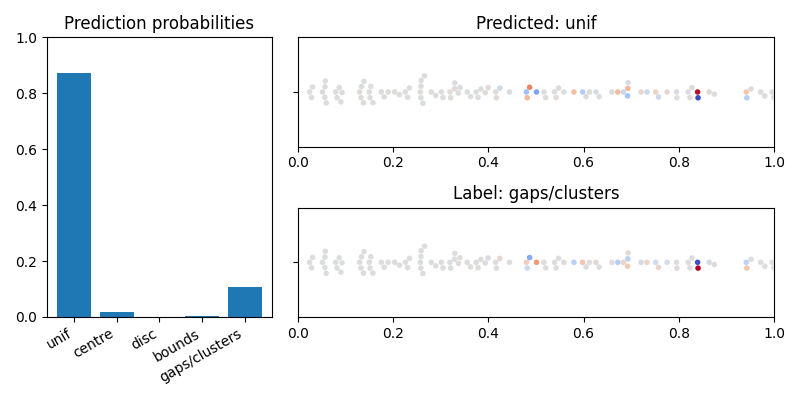 Prediction probabilities
1.0
0.8
0.6
0.4
0.2
0.0
unif
centre
disc
bounds
gaps/clusters
Predicted: unif
0.0 0.2 0.4 0.6 0.8 1.0
Label: gaps/clusters
0.0 0.2 0.4 0.6 0.8 1.0